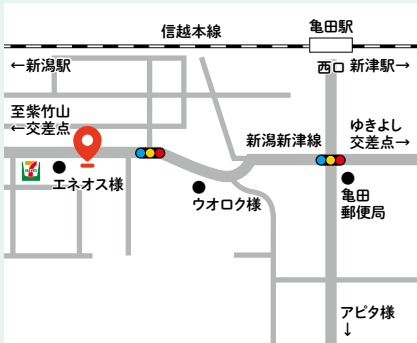 信越本線
亀田駅
←新潟駅
西口
新津駅→
至紫竹山
←交差点
新潟新津線
ゆきよし
交差点→
エネオス様
ウオロク様
亀田
郵便局
アピタ様
↓